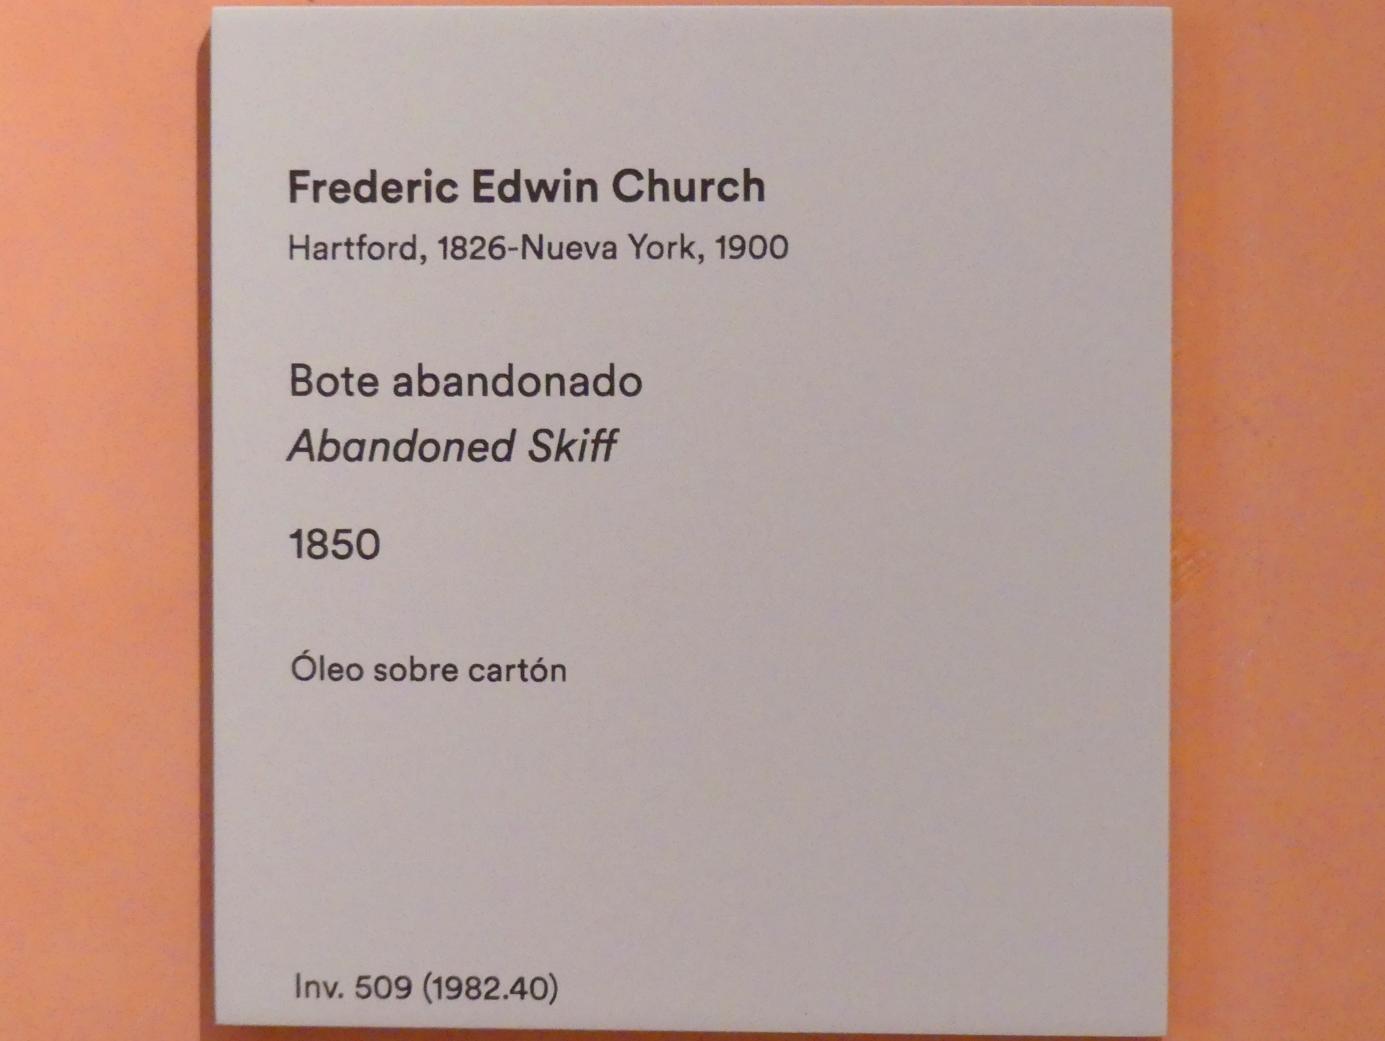 Frederic Edwin Church
Hartford, 1826-Nueva York, 1900
Bote abandonado
Abandoned Skiff
1850
Óleo sobre cartón
Inv. 509 (1982.40)